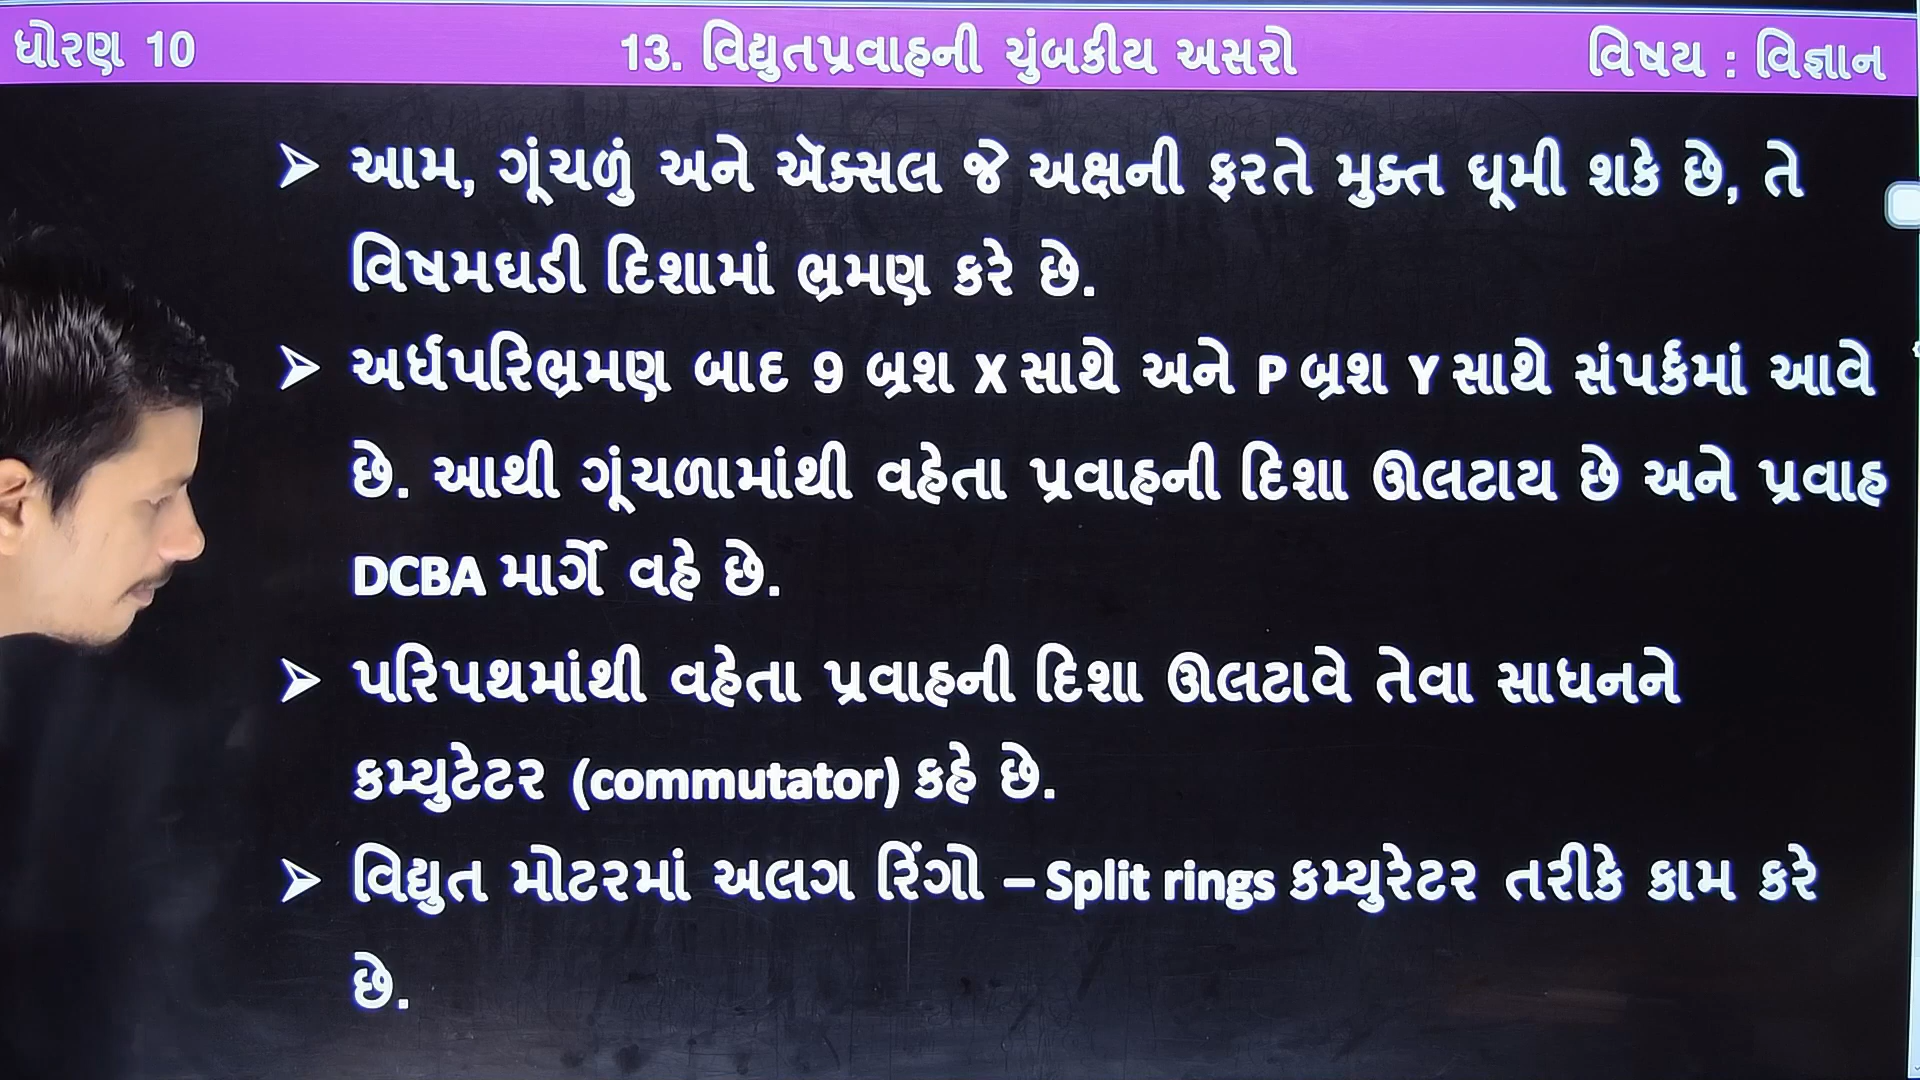 ધોરણ 10
13. વિદ્યુતપ્રવાહની ચુંબકીય અસરો
વિષય : વિજ્ઞાન
➢ આમ, ગૂંચળું અને ઍક્સલ જે અક્ષની ફરતે મુક્ત ઘૂમી શકે છે, તે
વિષમઘડી દિશામાં ભ્રમણ કરે છે.
➢ અર્ધપરિભ્રમણ બાદ 9 બ્રશ X સાથે અને P બ્રશ Y સાથે સંપર્કમાં આવે
છે. આથી ગૂંચળામાંથી વહેતા પ્રવાહની દિશા ઊલટાય છે અને પ્રવાહ
DCBA માર્ગે વહે છે.
➢ પરિપથમાંથી વહેતા પ્રવાહની દિશા ઊલટાવે તેવા સાધનને
કમ્યુટેટર (commutator) કહે છે.
➢ વિદ્યુત મોટરમાં અલગ રિંગો – Split rings કમ્યુરેટર તરીકે કામ કરે
છે.